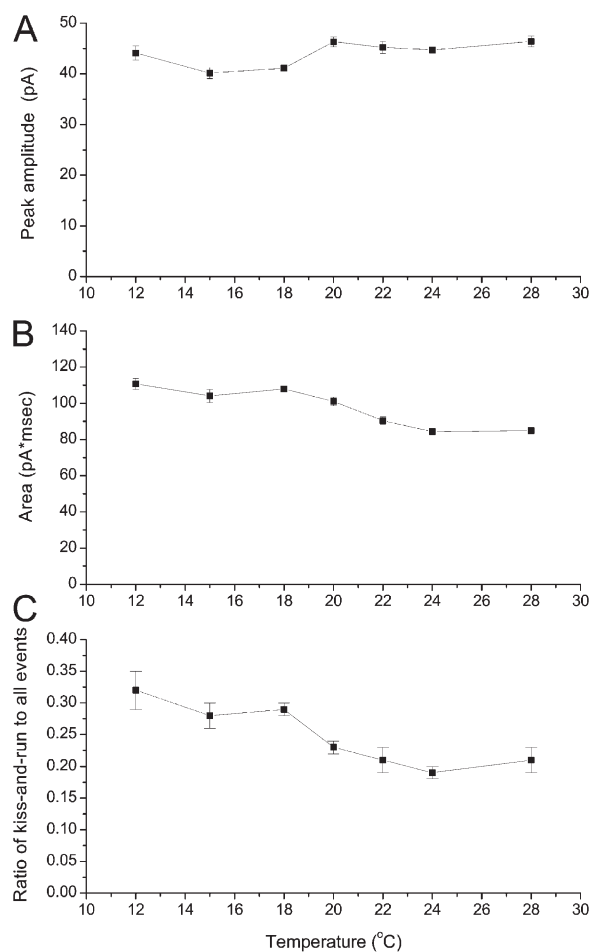 A
Peak amplitude (pA)
50
40
30
20
10
0
10 12 14 16 18 20 22 24 26 28 30
B
Area (pA*msec)
140
120
100
80
60
40
20
0
10 12 14 16 18 20 22 24 26 28 30
C
Ratio of kiss-and-run to all events
0.40
0.35
0.30
0.25
0.20
0.15
0.10
0.05
0.00
10 12 14 16 18 20 22 24 26 28 30
Temperature (°C)